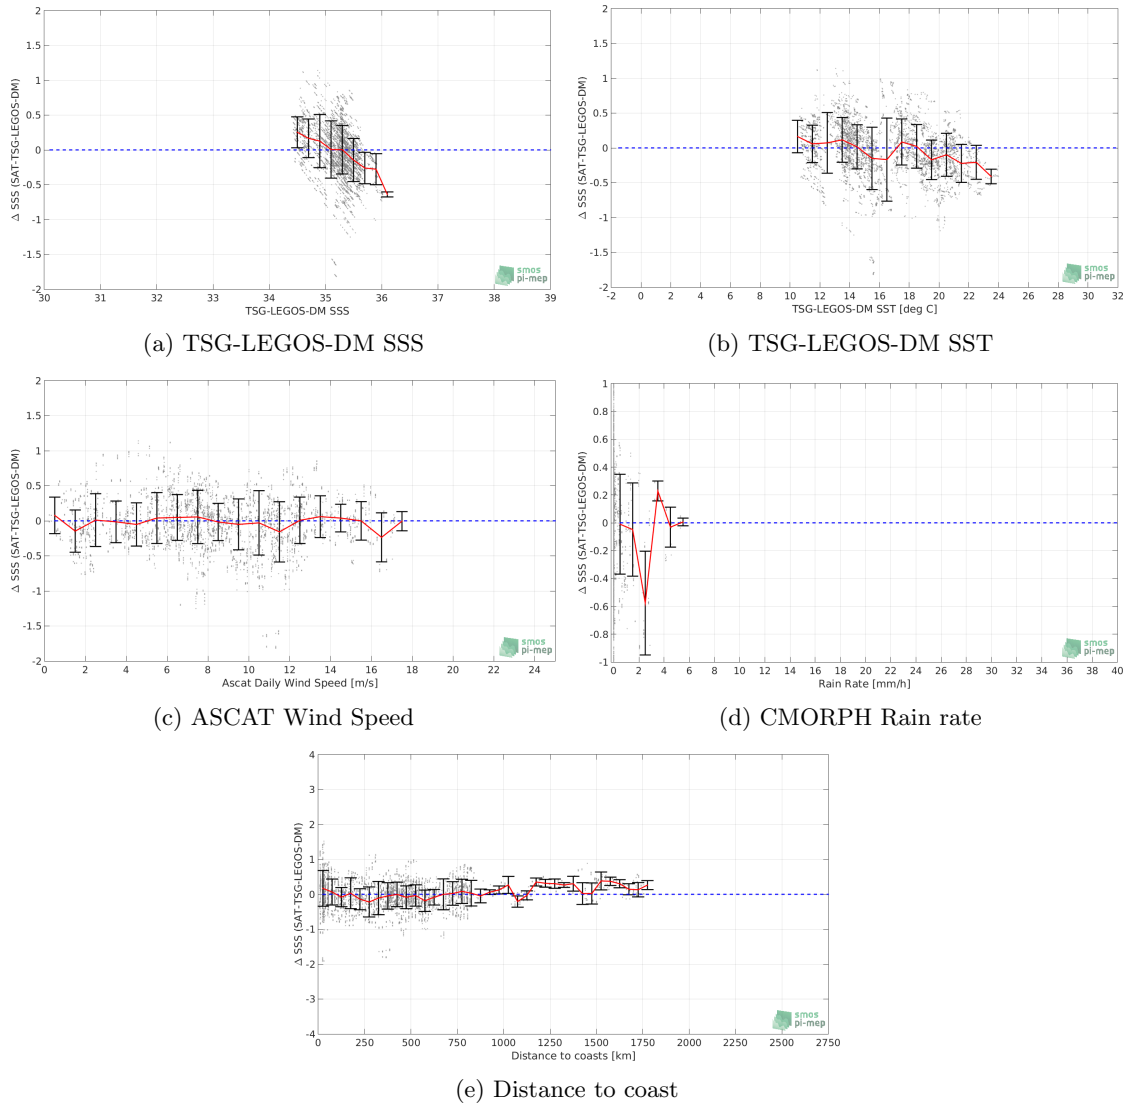 2
1.5
1
0.5
0
-0.5
-1
-1.5
-2
Δ SSS (SAT-TSG-LEGOS-DM)
30 31 32 33 34 35 36 37 38 39
TSG-LEGOS-DM SSS
smos
pi-mep
(a) TSG-LEGOS-DM SSS
2
1.5
1
0.5
0
-0.5
-1
-1.5
-2
Δ SSS (SAT-TSG-LEGOS-DM)
-2 0 2 4 6 8 10 12 14 16 18 20 22 24 26 28 30 32
TSG-LEGOS-DM SST [deg C]
smos
pi-mep
(b) TSG-LEGOS-DM SST
2
1.5
1
0.5
0
-0.5
-1
-1.5
-2
Δ SSS (SAT-TSG-LEGOS-DM)
0 2 4 6 8 10 12 14 16 18 20 22 24
Ascat Daily Wind Speed [m/s]
smos
pi-mep
(c) ASCAT Wind Speed
1
0.8
0.6
0.4
0.2
0
-0.2
-0.4
-0.6
-0.8
-1
Δ SSS (SAT-TSG-LEGOS-DM)
0 2 4 6 8 10 12 14 16 18 20 22 24 26 28 30 32 34 36 38 40
Rain Rate [mm/h]
smos
pi-mep
(d) CMORPH Rain rate
4
3
2
1
0
-1
-2
-3
-4
Δ SSS (SAT-TSG-LEGOS-DM)
0 250 500 750 1000 1250 1500 1750 2000 2250 2500 2750
Distance to coasts [km]
smos
pi-mep
(e) Distance to coast